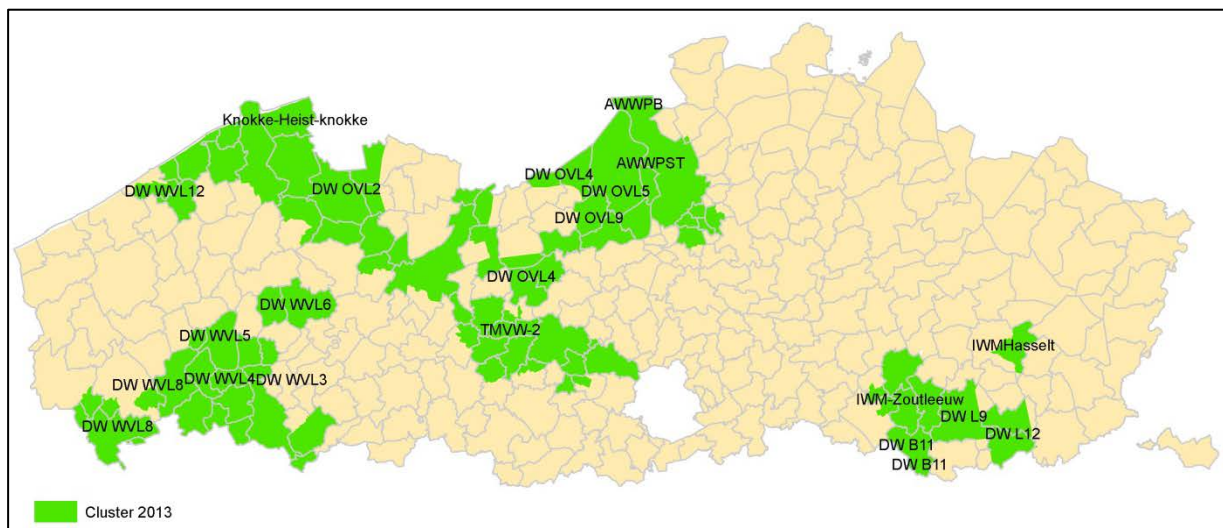 AWWPB
Knokke-Heist-knokke
AWWPST
DW OVL4
DW WVL12
DW OVL2
DW OVL5
DW OVL9
DW OVL4
DW WVL6
TMVW-2
DW WVL5
IWMHasselt
DW WVL8
DW WVL4
DW WVL3
IWM-Zoutleeuw
DW L9
DW WVL8
DW L12
DW B11
DW B11
Cluster 2013